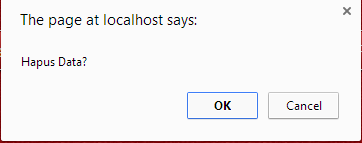 The page at localhost says:
Hapus Data?
OK
Cancel